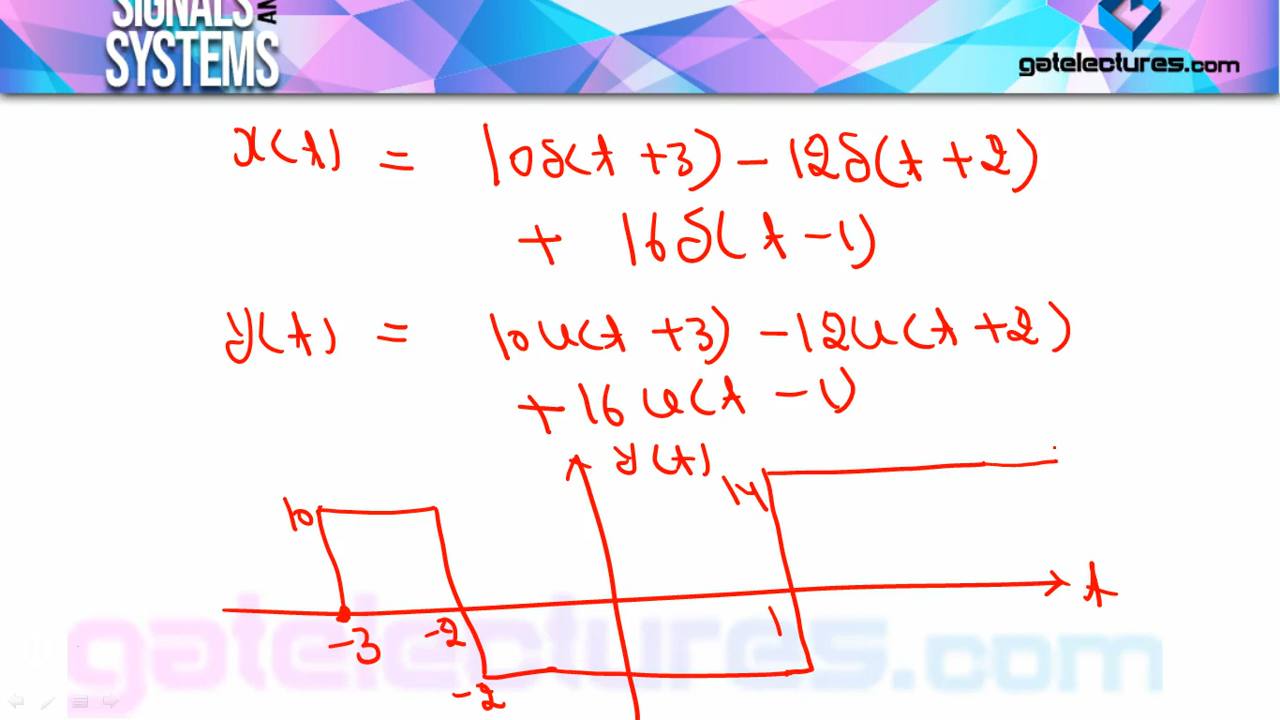 SIGNALS AND
SYSTEMS
gatelectures.com
x(t) = 10δ(t+3) - 12δ(t+2)
+ 16δ(t-1)
y(t) = 10u(t+3) - 12u(t+2)
+16u(t-1)
y(t)
14
10
t
-3 -2 1
-2
gatelectures.com